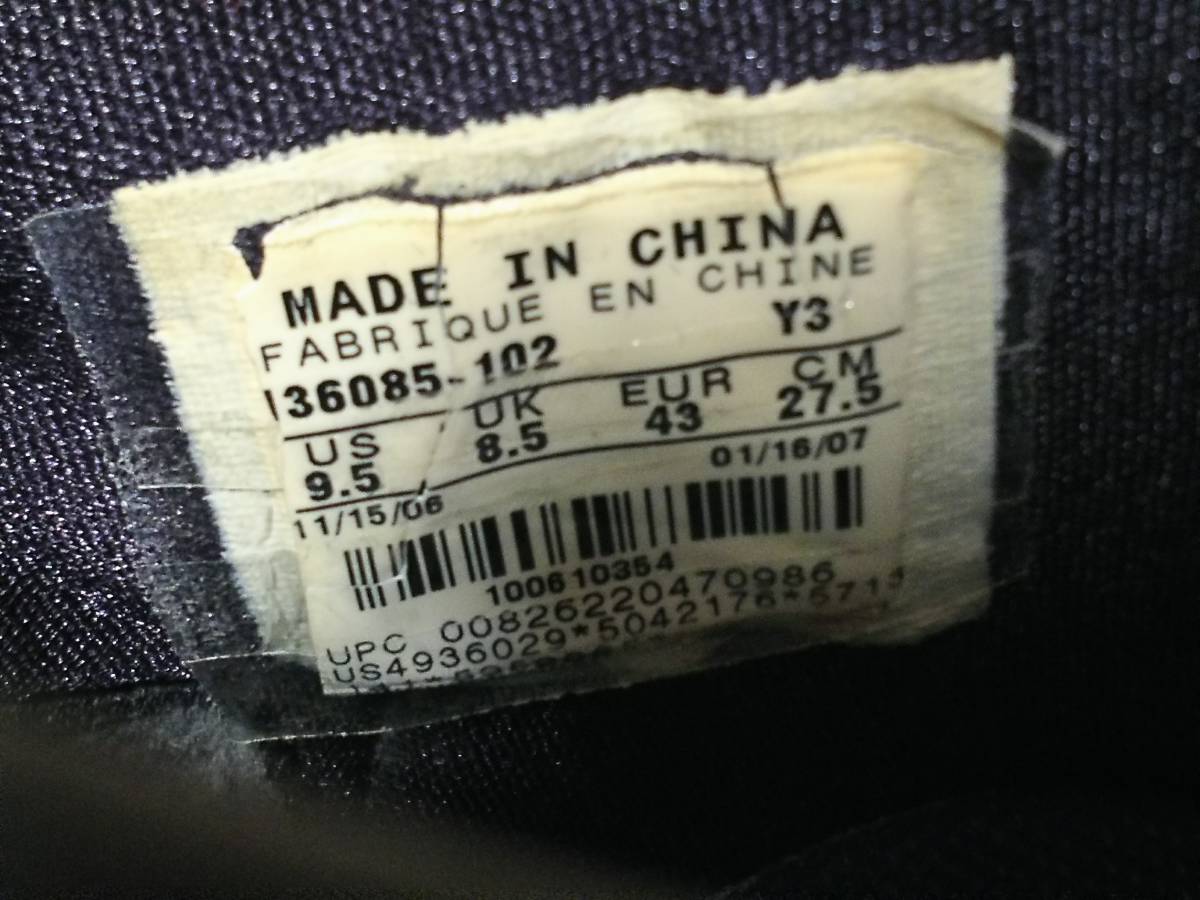 MADE IN CHINA
FABRIQUE EN CHINE
136085-102 Y3
US UK EUR CM
9.5 8.5 43 27.5
11/15/06 01/16/07
100610354
UPC 00826220470986
US4936029*5042176*5713